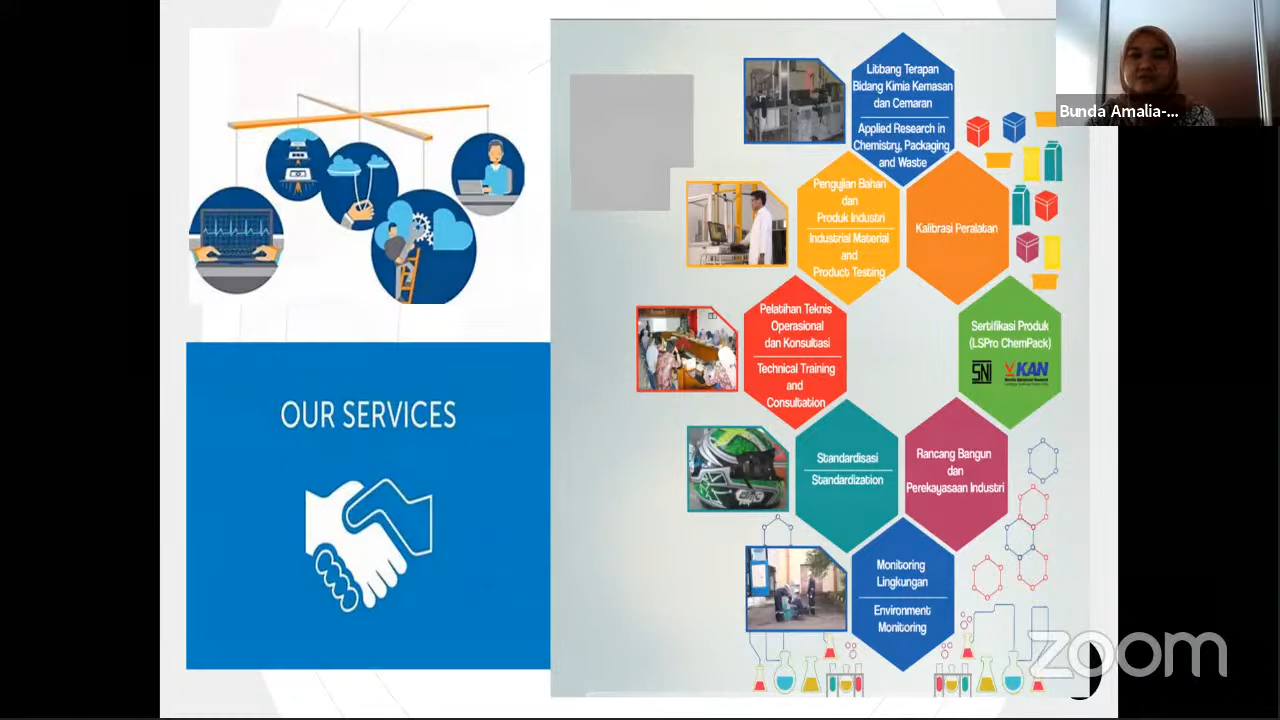 Litbang Terapan
Bidang Kimia Kemasan
dan Cemaran
Applied Research in
Chemistry, Packaging
and Waste
Bunda Amalia-...
Pengujian Bahan
dan
Produk Industri
Industrial Material
and
Product Testing
Kalibrasi Peralatan
Pelatihan Teknis
Operasional
dan Konsultasi
Technical Training
and
Consultation
Sertifikasi Produk
(LSPro ChemPack)
SNI
KAN
OUR SERVICES
Standardisasi
Standardization
Rancang Bangun
dan
Perekayasaan Industri
Monitoring
Lingkungan
Environment
Monitoring
zoom